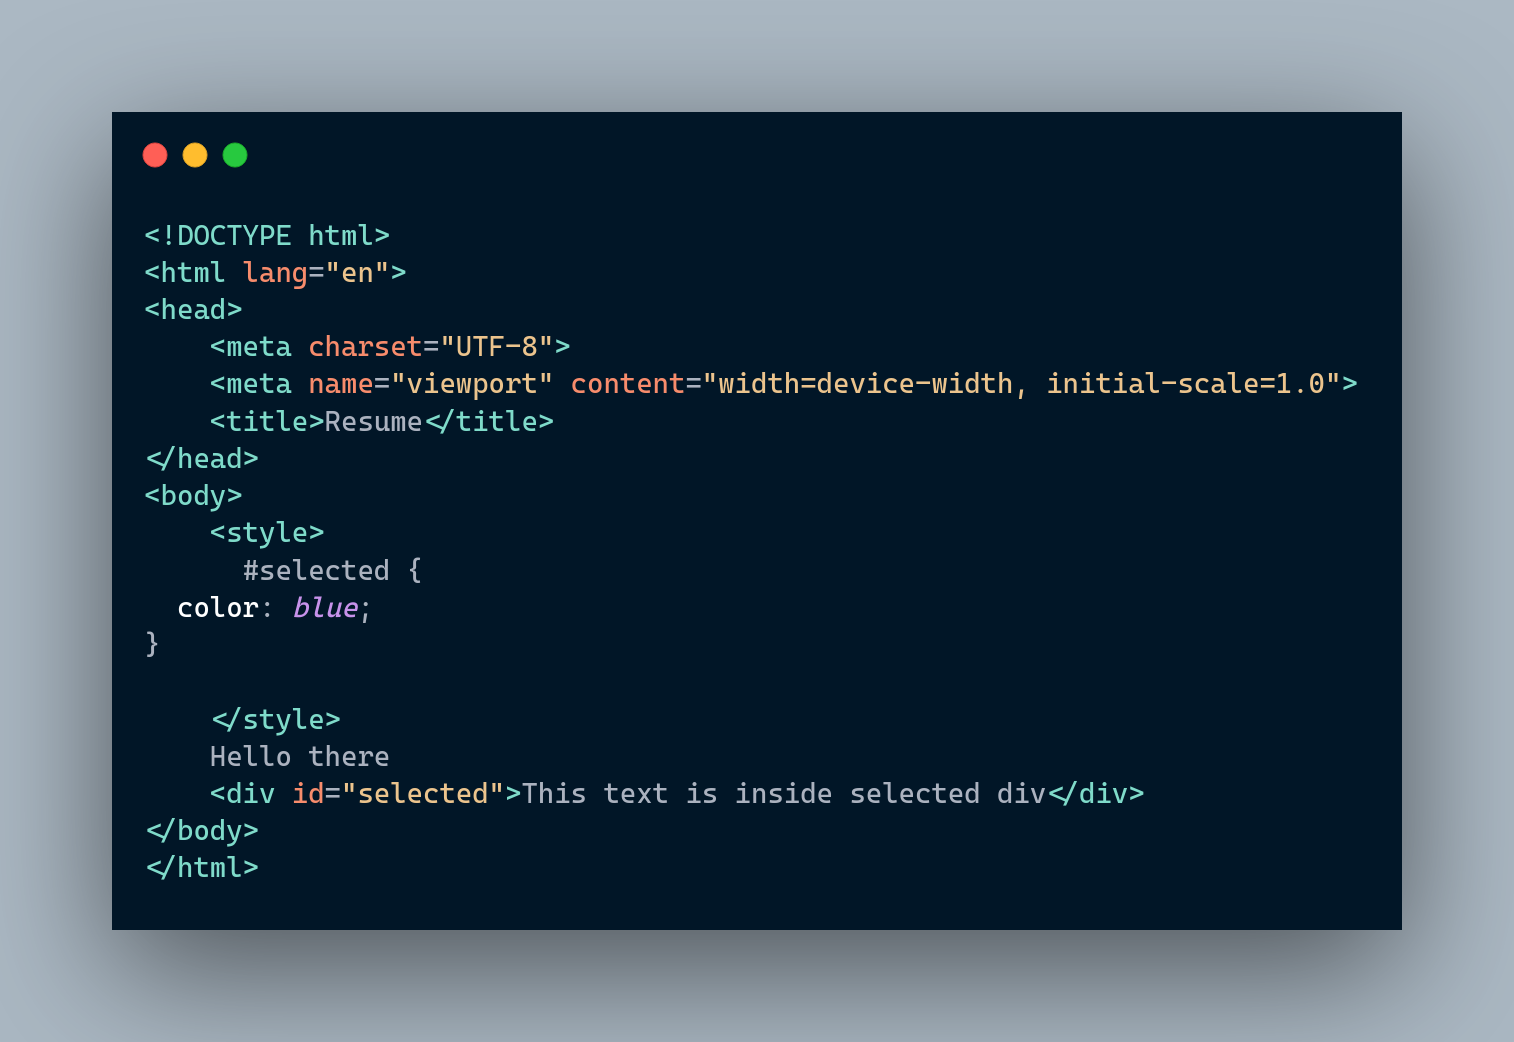 <!DOCTYPE html>
<html lang="en">
<head>
    <meta charset="UTF-8">
    <meta name="viewport" content="width=device-width, initial-scale=1.0">
    <title>Resume</title>
</head>
<body>
    <style>
      #selected {
  color: blue;
}

    </style>
    Hello there
    <div id="selected">This text is inside selected div</div>
</body>
</html>